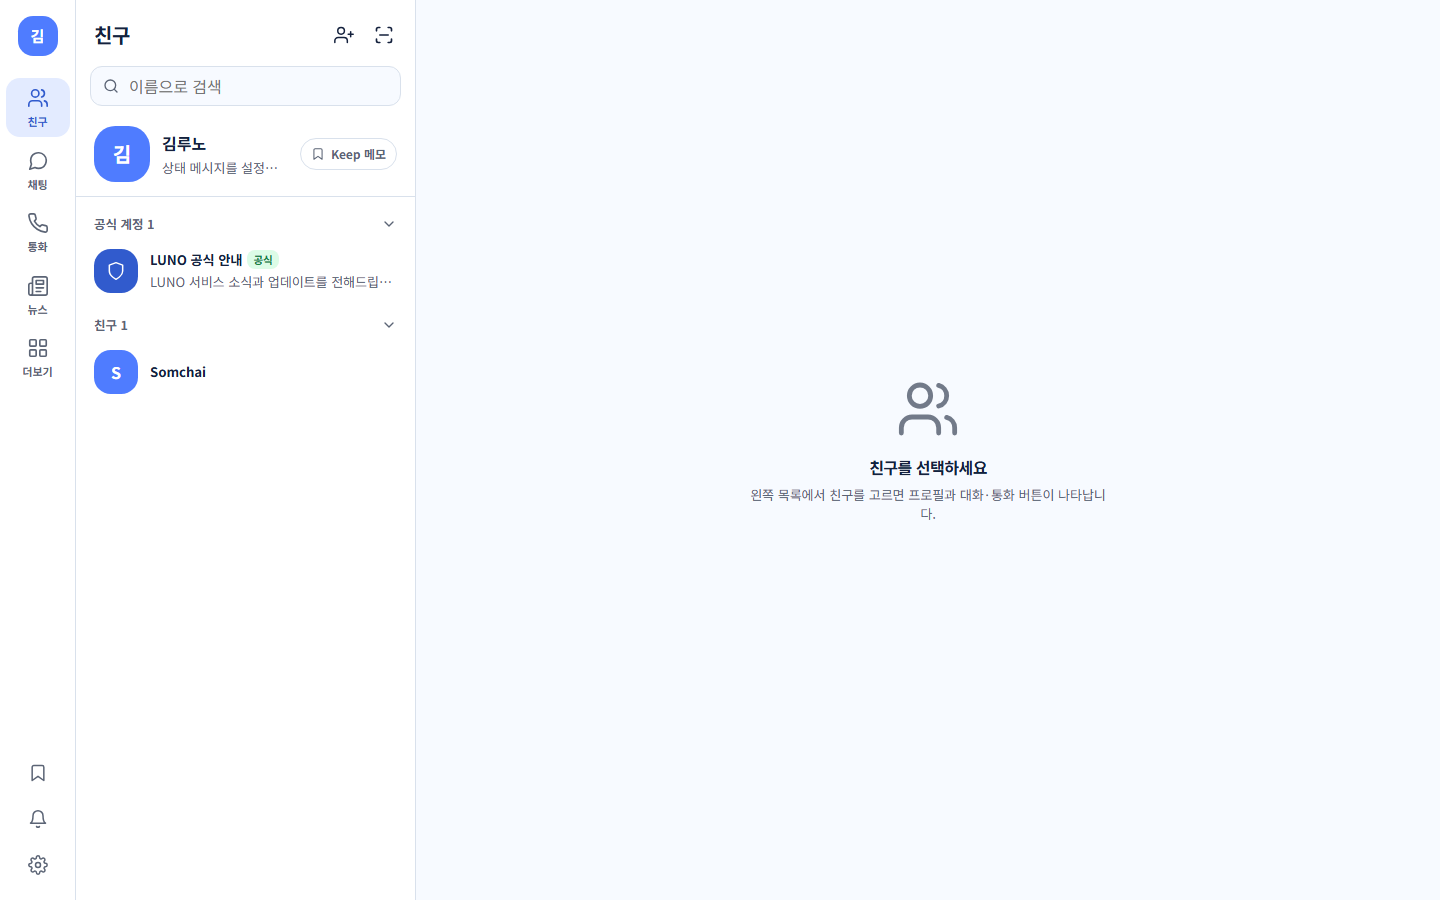 김
친구
채팅
통화
뉴스
더보기
친구
이름으로 검색
김
김루노
상태 메시지를 설정…
Keep 메모
공식 계정 1
LUNO 공식 안내 공식
LUNO 서비스 소식과 업데이트를 전해드립…
친구 1
S
Somchai
친구를 선택하세요
왼쪽 목록에서 친구를 고르면 프로필과 대화·통화 버튼이 나타납니
다.